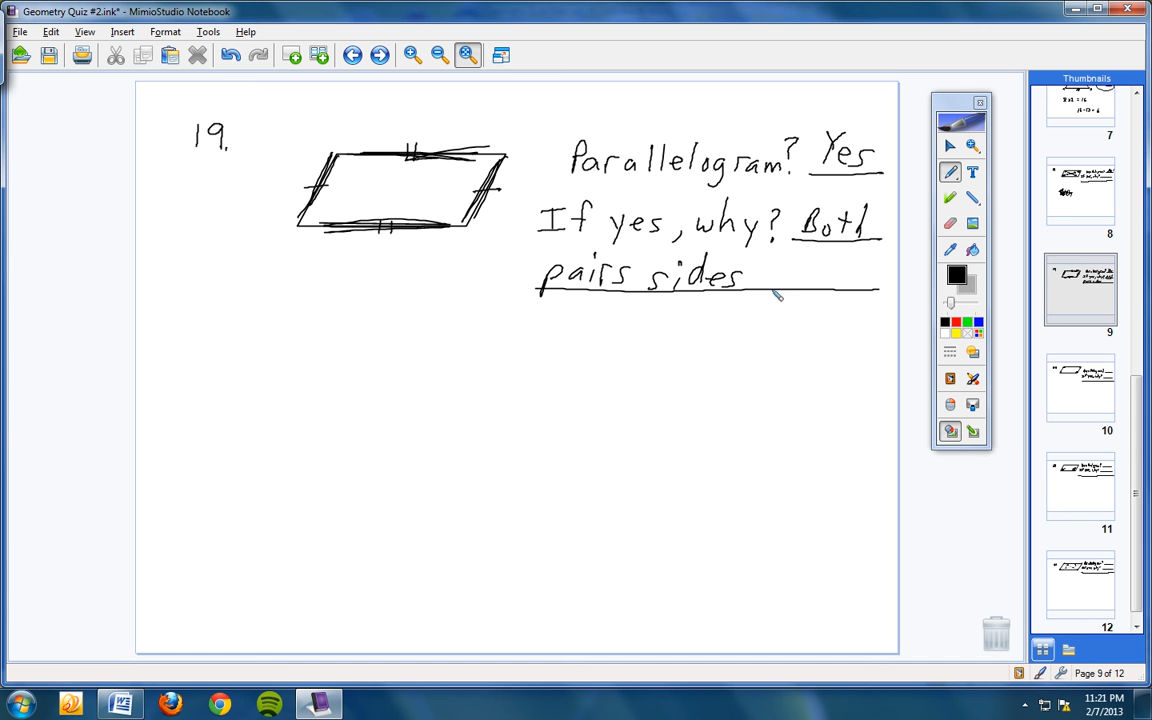 Geometry Quiz #2.ink* - MimioStudio Notebook
File Edit View Insert Format Tools Help
Thumbnails
19.
Parallelogram? Yes
If yes, why? Both
pairs sides
7
8
9
10
11
12
Page 9 of 12
11:21 PM
2/7/2013